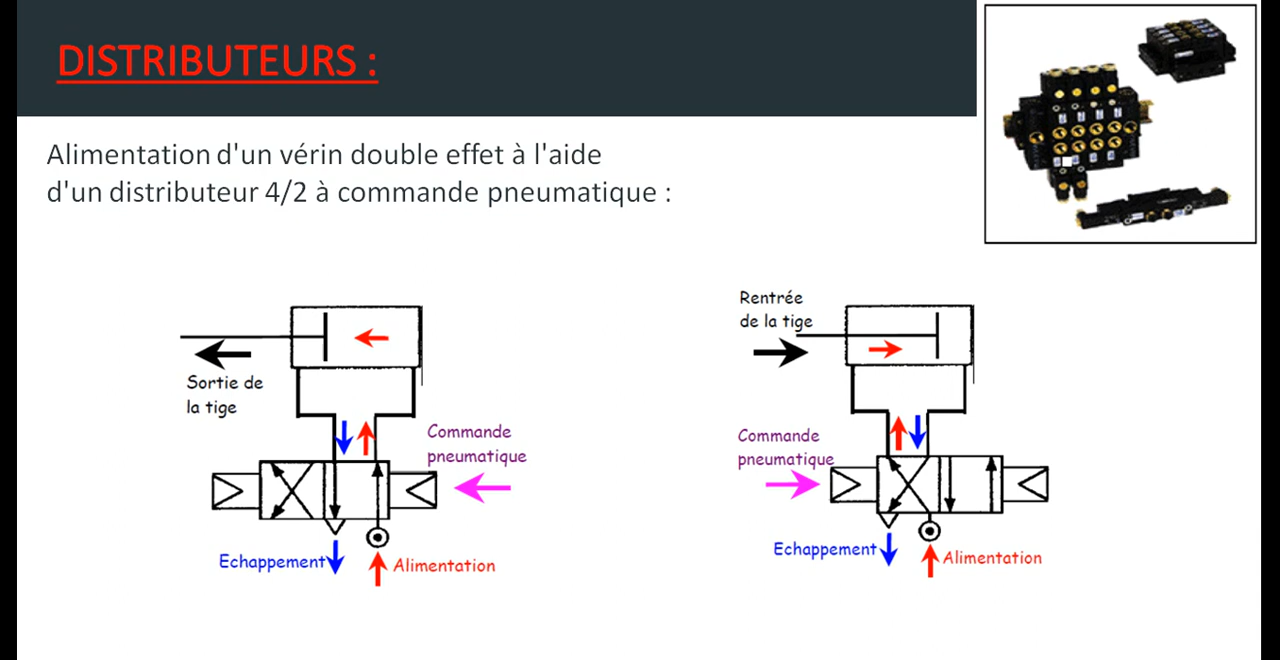 DISTRIBUTEURS :
Alimentation d'un vérin double effet à l'aide
d'un distributeur 4/2 à commande pneumatique :
Sortie de
la tige
Commande
pneumatique
Echappement
Alimentation
Rentrée
de la tige
Commande
pneumatique
Echappement
Alimentation